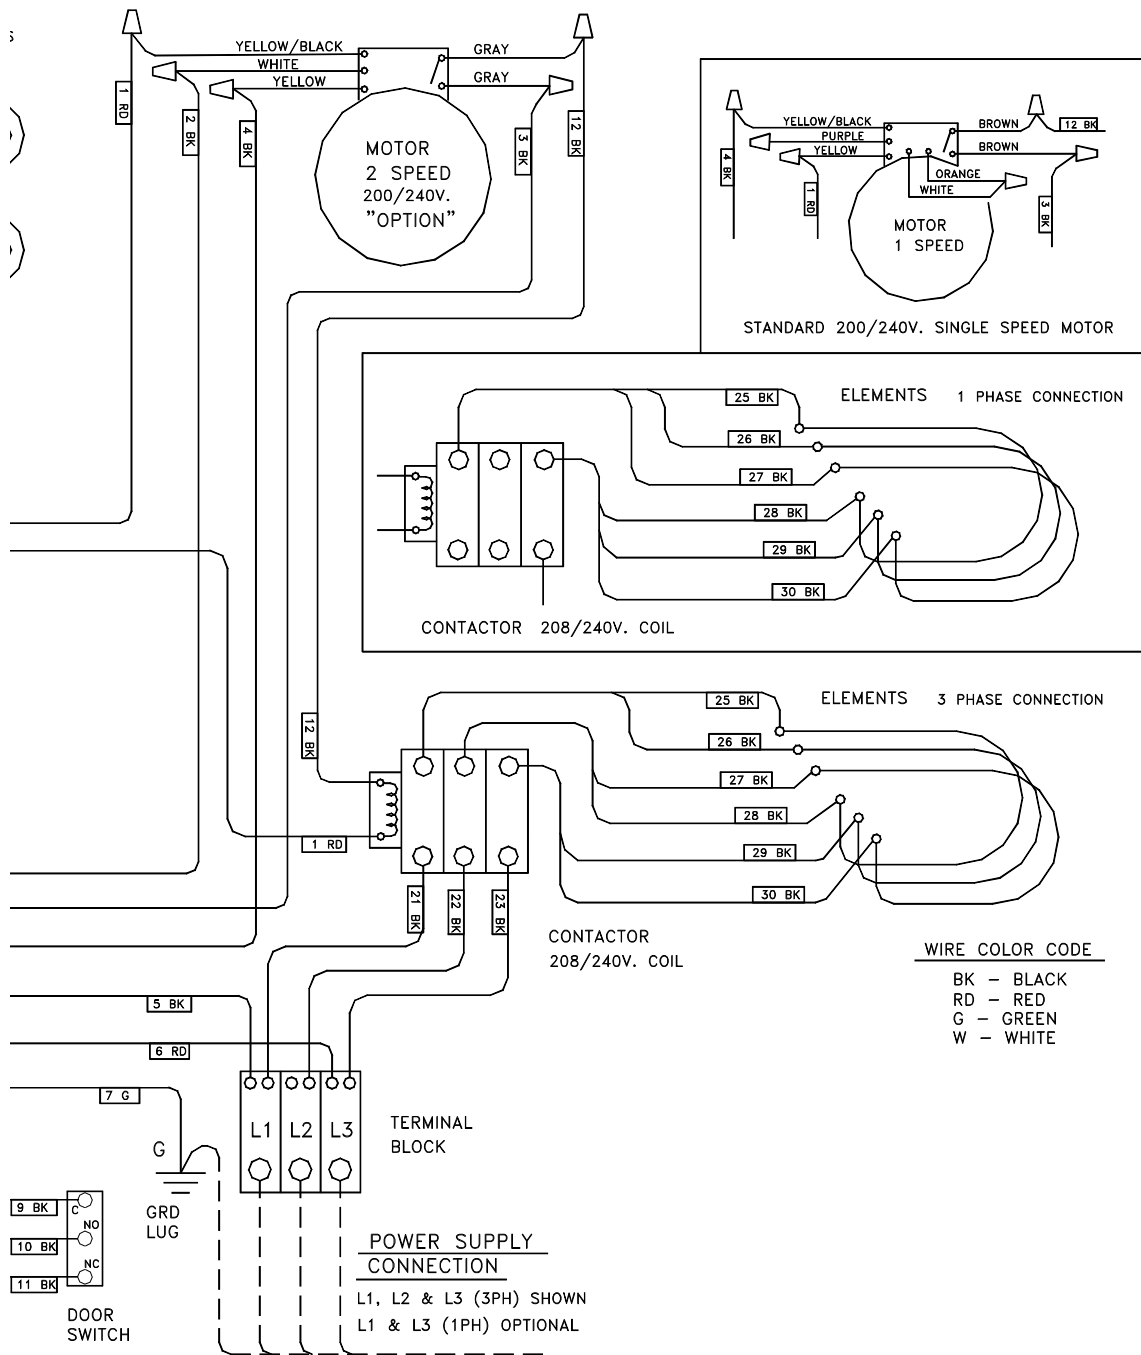 S
YELLOW/BLACK
WHITE
YELLOW
GRAY
GRAY
1 RD
2 BK
4 BK
3 BK
12 BK
MOTOR
2 SPEED
200/240V.
"OPTION"
YELLOW/BLACK
PURPLE
YELLOW
BROWN
12 BK
BROWN
ORANGE
WHITE
4 BK
1 RD
3 BK
MOTOR
1 SPEED
STANDARD 200/240V. SINGLE SPEED MOTOR
25 BK
ELEMENTS 1 PHASE CONNECTION
26 BK
27 BK
28 BK
29 BK
30 BK
CONTACTOR 208/240V. COIL
25 BK
ELEMENTS 3 PHASE CONNECTION
26 BK
27 BK
28 BK
29 BK
30 BK
12 BK
1 RD
21 BK
22 BK
23 BK
CONTACTOR
208/240V. COIL
WIRE COLOR CODE
BK – BLACK
RD – RED
G – GREEN
W – WHITE
5 BK
6 RD
7 G
L1 L2 L3
TERMINAL
BLOCK
G
GRD
LUG
9 BK
C
NO
10 BK
NC
11 BK
DOOR
SWITCH
POWER SUPPLY
CONNECTION
L1, L2 & L3 (3PH) SHOWN
L1 & L3 (1PH) OPTIONAL